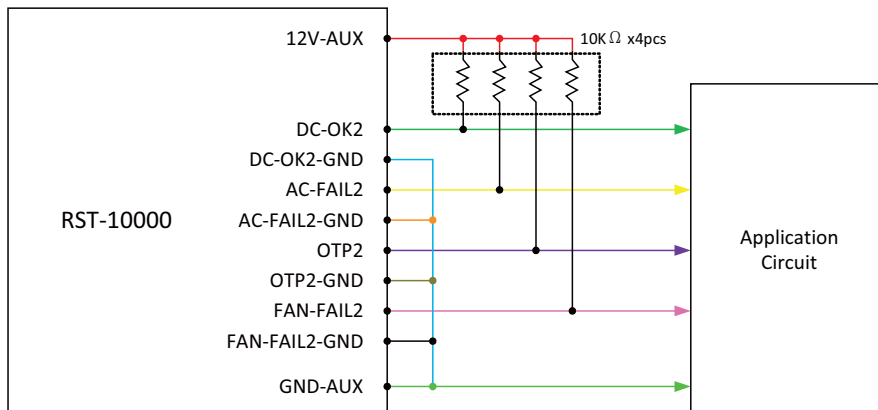 12V-AUX
10KΩ x4pcs
DC-OK2
DC-OK2-GND
AC-FAIL2
RST-10000
AC-FAIL2-GND
OTP2
OTP2-GND
FAN-FAIL2
FAN-FAIL2-GND
GND-AUX
Application
Circuit